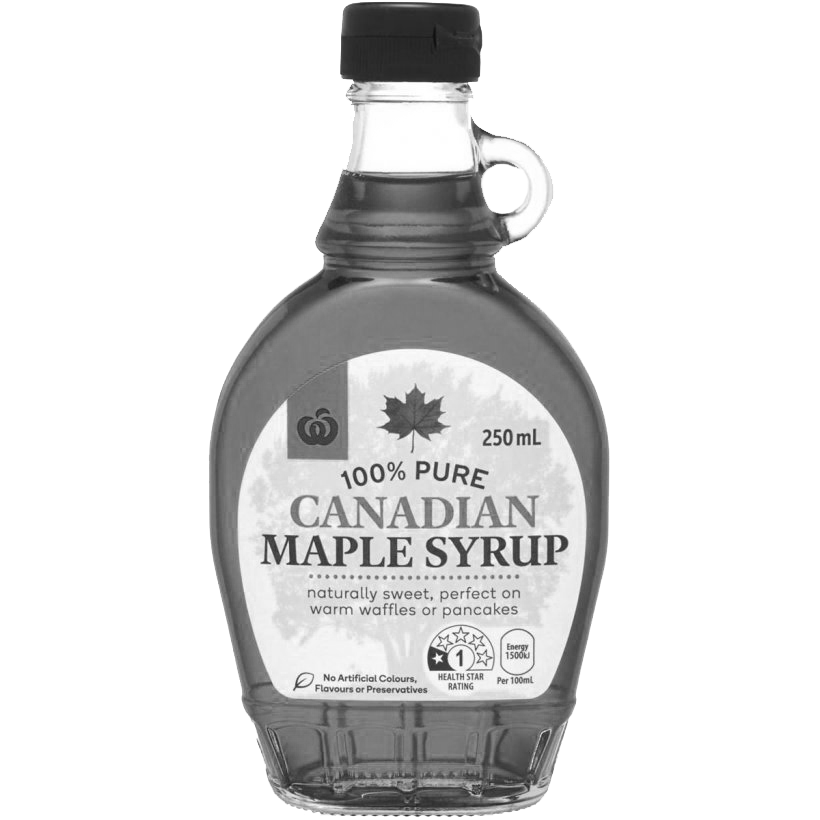 250mL
100% PURE
CANADIAN
MAPLE SYRUP
naturally sweet, perfect on
warm waffles or pancakes
No Artificial Colours,
Flavours or Preservatives
1
HEALTH STAR
RATING
Energy
1500kJ
Per 100mL